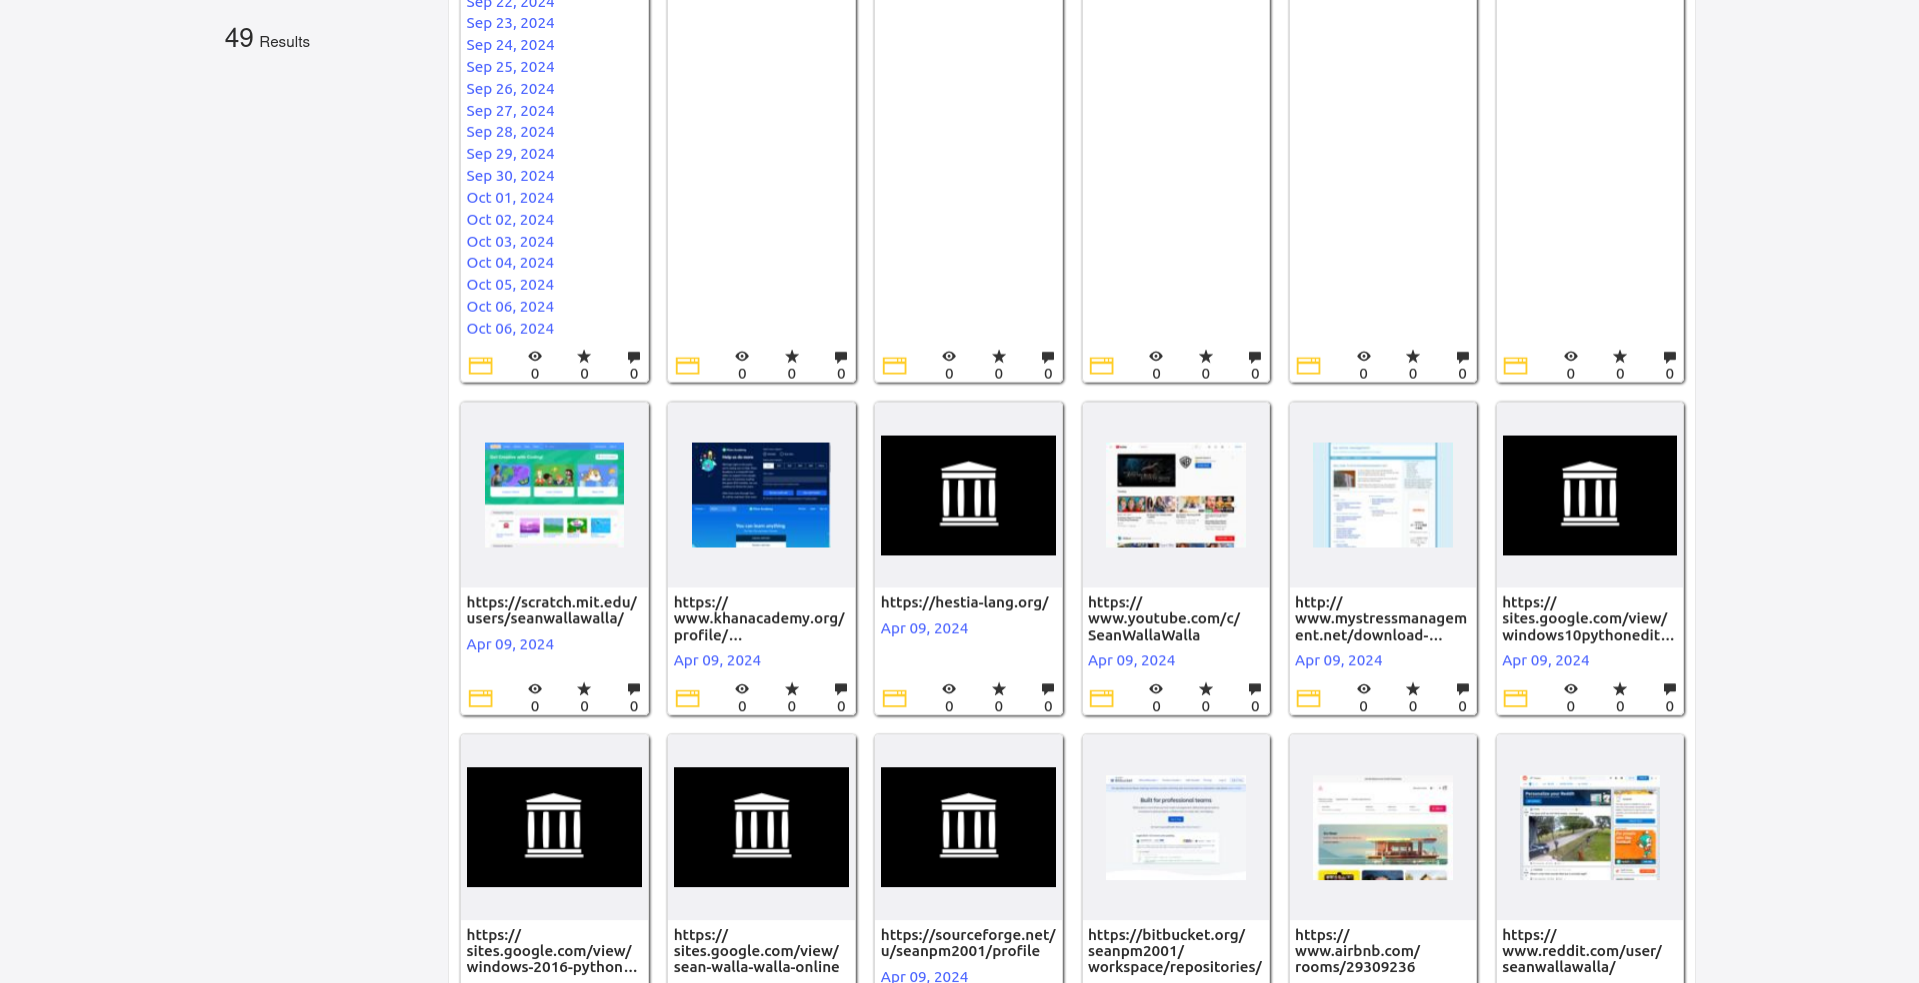 49 Results
Sep 22, 2024
Sep 23, 2024
Sep 24, 2024
Sep 25, 2024
Sep 26, 2024
Sep 27, 2024
Sep 28, 2024
Sep 29, 2024
Sep 30, 2024
Oct 01, 2024
Oct 02, 2024
Oct 03, 2024
Oct 04, 2024
Oct 05, 2024
Oct 06, 2024
Oct 06, 2024
0 0 0
0 0 0
0 0 0
0 0 0
0 0 0
0 0 0
https://scratch.mit.edu/
users/seanwallawalla/
Apr 09, 2024
0 0 0
https://
www.khanacademy.org/
profile/...
Apr 09, 2024
0 0 0
https://hestia-lang.org/
Apr 09, 2024
0 0 0
https://
www.youtube.com/c/
SeanWallaWalla
Apr 09, 2024
0 0 0
http://
www.mystressmanagem
ent.net/download-...
Apr 09, 2024
0 0 0
https://
sites.google.com/view/
windows10pythonedit...
Apr 09, 2024
0 0 0
https://
sites.google.com/view/
windows-2016-python...
https://
sites.google.com/view/
sean-walla-walla-online
https://sourceforge.net/
u/seanpm2001/profile
Apr 09, 2024
Built for professional teams
https://bitbucket.org/
seanpm2001/
workspace/repositories/
https://
www.airbnb.com/
rooms/29309236
https://
www.reddit.com/user/
seanwallawalla/